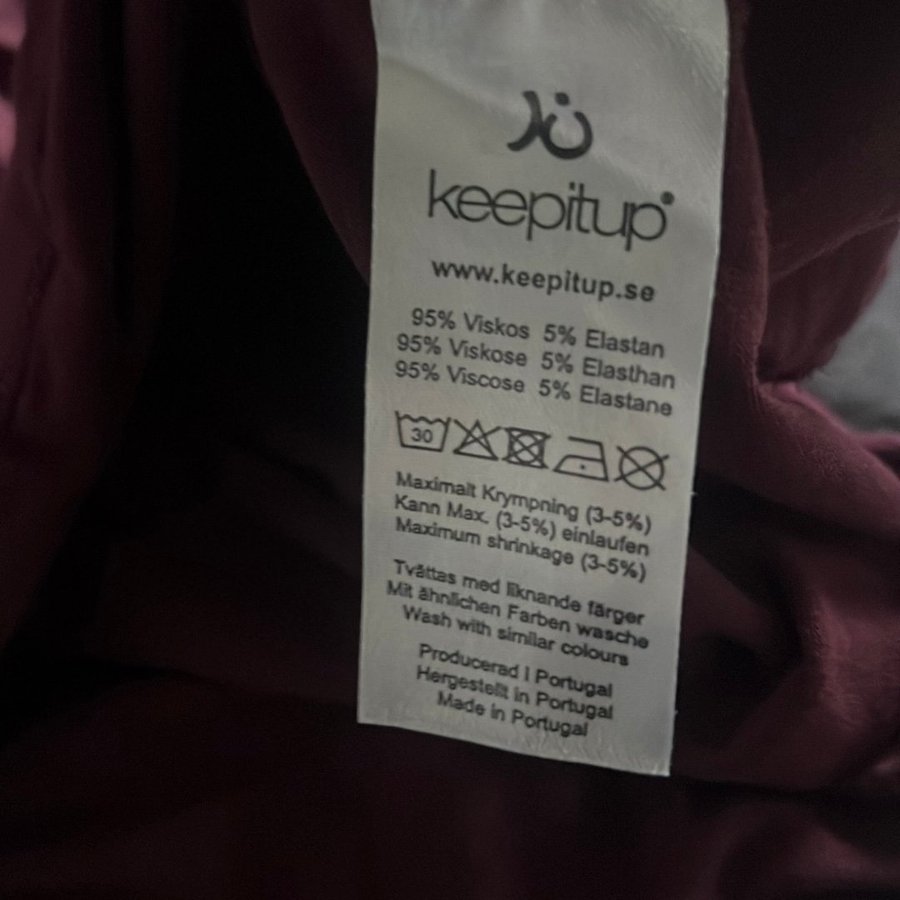 keepitup®
www.keepitup.se
95% Viskos 5% Elastan
95% Viskose 5% Elasthan
95% Viscose 5% Elastane
30
Maximalt Krympning (3-5%)
Kann Max. (3-5%) einlaufen
Maximum shrinkage (3-5%)
Tvättas med liknande färger
Mit ähnlichen Farben wasche
Wash with similar colours
Producerad i Portugal
Hergestellt in Portugal
Made in Portugal